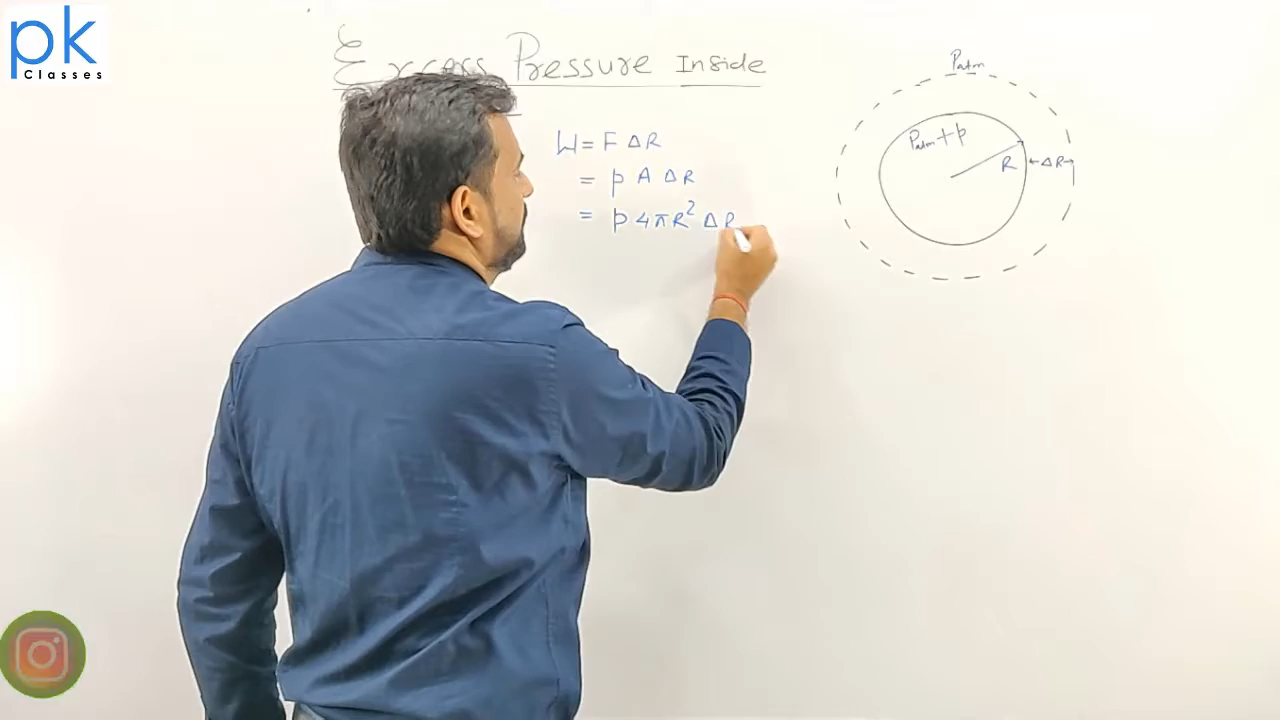 pk
Classes
Excess Pressure Inside
W = F ΔR
= p A ΔR
= p 4πR² ΔR
Patm
Patm + p
R
ΔR